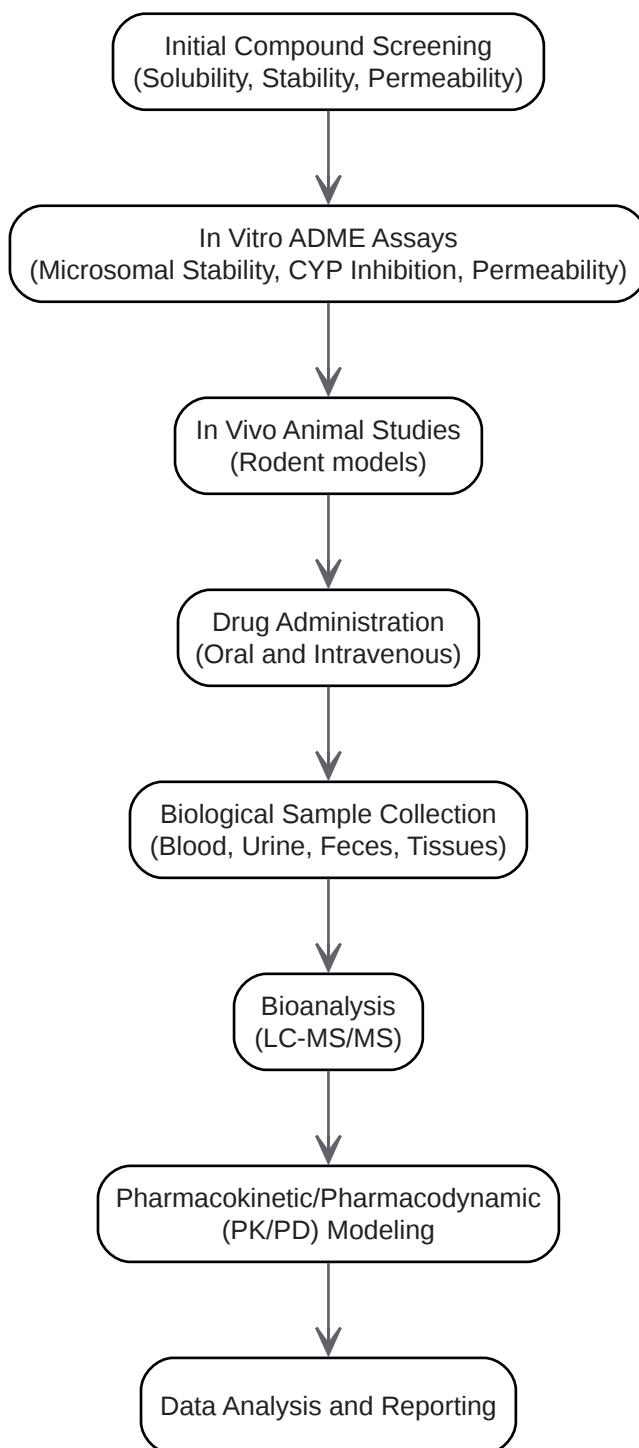 Initial Compound Screening
(Solubility, Stability, Permeability)
In Vitro ADME Assays
(Microsomal Stability, CYP Inhibition, Permeability)
In Vivo Animal Studies
(Rodent models)
Drug Administration
(Oral and Intravenous)
Biological Sample Collection
(Blood, Urine, Feces, Tissues)
Bioanalysis
(LC-MS/MS)
Pharmacokinetic/Pharmacodynamic
(PK/PD) Modeling
Data Analysis and Reporting